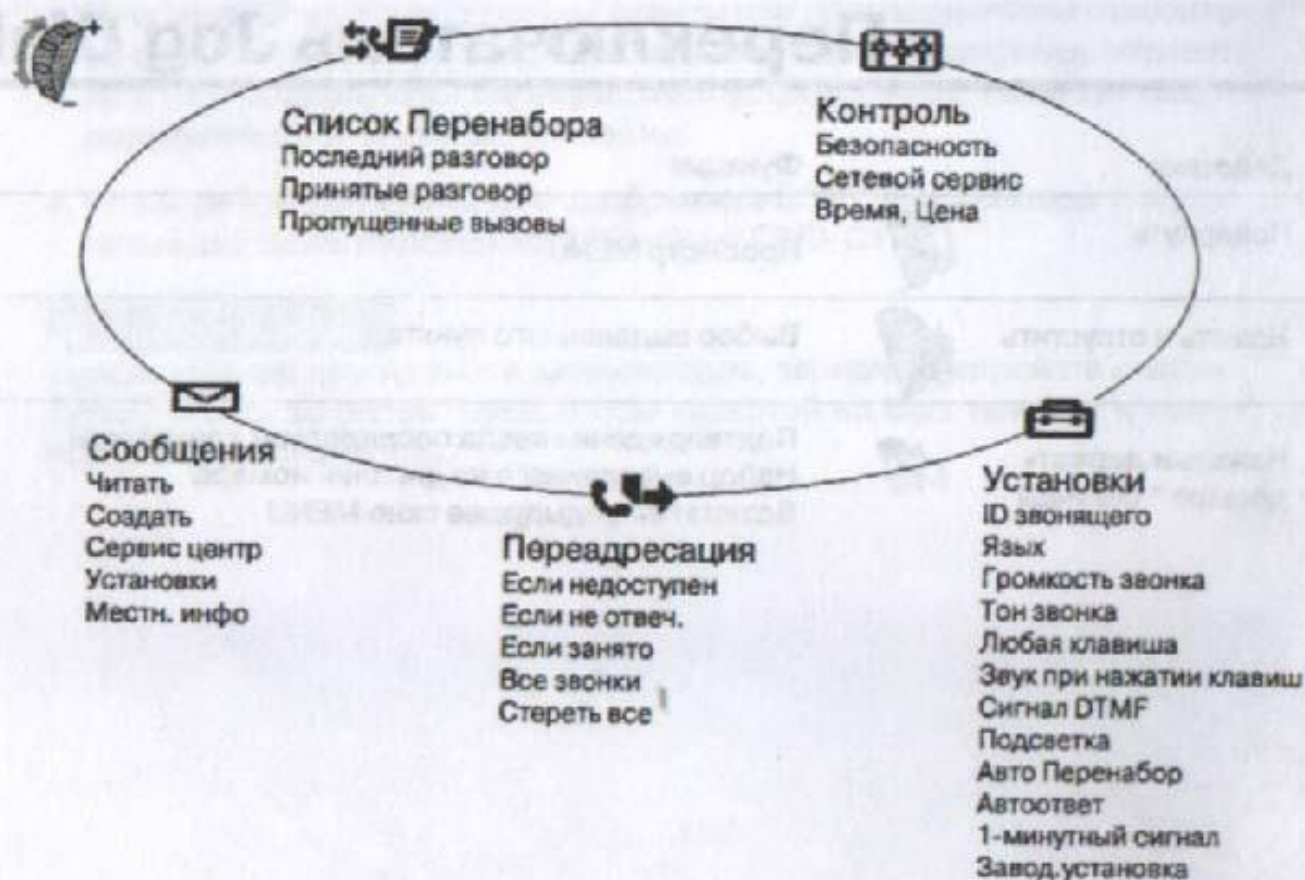 Список Перенабора
Последний разговор
Принятые разговор
Пропущенные вызовы
Контроль
Безопасность
Сетевой сервис
Время, Цена
Сообщения
Читать
Создать
Сервис центр
Установки
Местн. инфо
Переадресация
Если недоступен
Если не отвеч.
Если занято
Все звонки
Стереть все
Установки
ID звонящего
Язык
Громкость звонка
Тон звонка
Любая клавиша
Звук при нажатии клавиш
Сигнал DTMF
Подсветка
Авто Перенабор
Автоответ
1-минутный сигнал
Завод.установка